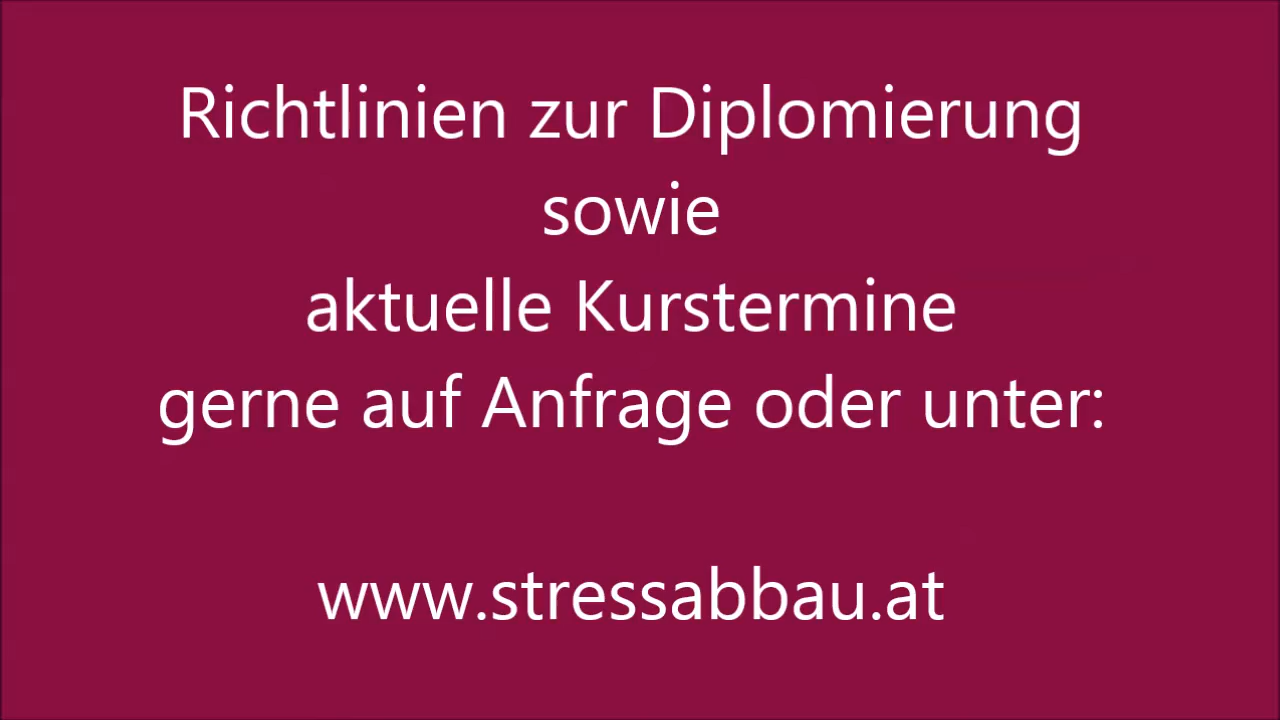 Richtlinien zur Diplomierung
sowie
aktuelle Kurstermine
gerne auf Anfrage oder unter:
www.stressabbau.at